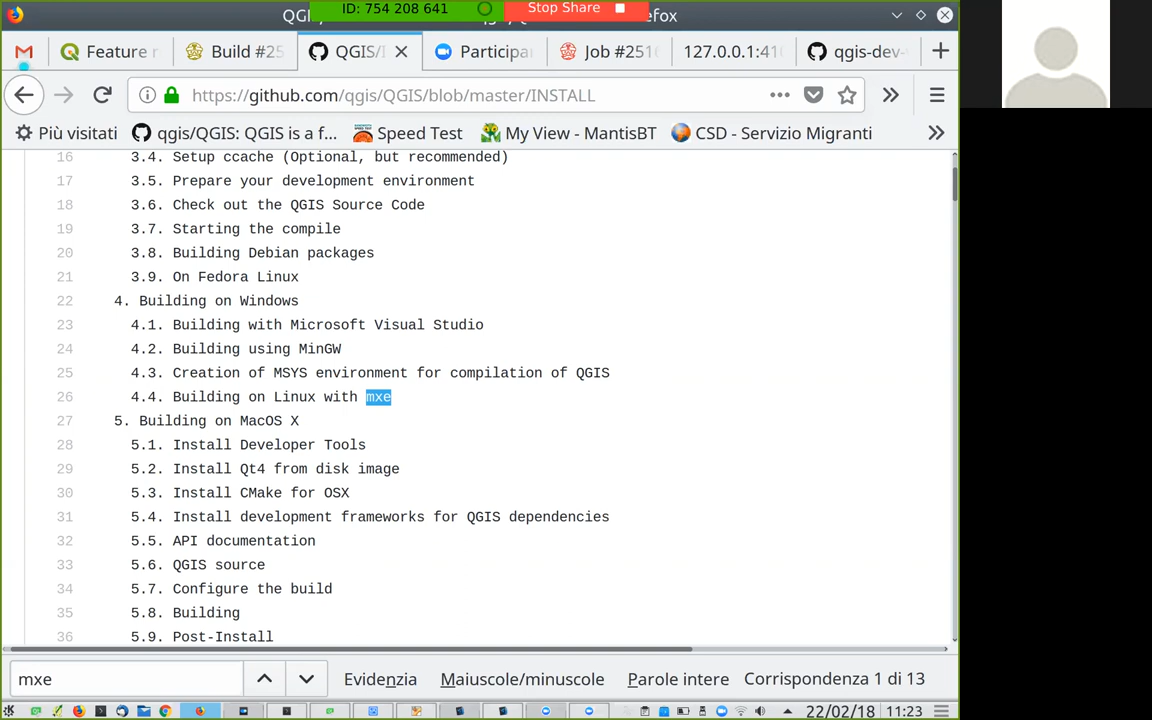 QGI
ID: 754 208 641
Stop Share
efox
Feature r
Build #25
QGIS/
Participa
Job #251
127.0.0.1:41
qgis-dev-
https://github.com/qgis/QGIS/blob/master/INSTALL
Più visitati
qgis/QGIS: QGIS is a f...
Speed Test
My View - MantisBT
CSD - Servizio Migranti
16 3.4. Setup ccache (Optional, but recommended)
17 3.5. Prepare your development environment
18 3.6. Check out the QGIS Source Code
19 3.7. Starting the compile
20 3.8. Building Debian packages
21 3.9. On Fedora Linux
22 4. Building on Windows
23 4.1. Building with Microsoft Visual Studio
24 4.2. Building using MinGW
25 4.3. Creation of MSYS environment for compilation of QGIS
26 4.4. Building on Linux with mxe
27 5. Building on MacOS X
28 5.1. Install Developer Tools
29 5.2. Install Qt4 from disk image
30 5.3. Install CMake for OSX
31 5.4. Install development frameworks for QGIS dependencies
32 5.5. API documentation
33 5.6. QGIS source
34 5.7. Configure the build
35 5.8. Building
36 5.9. Post-Install
mxe
Evidenzia
Maiuscole/minuscole
Parole intere
Corrispondenza 1 di 13
22/02/18
11:23